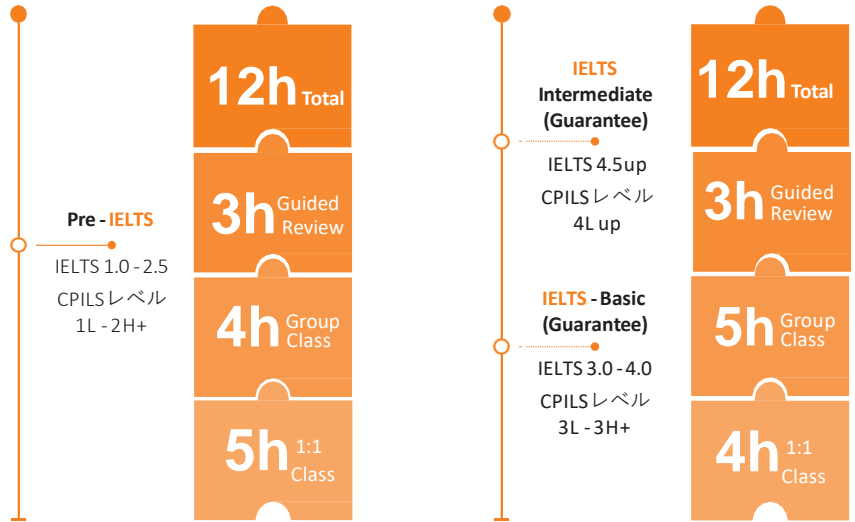 Pre - IELTS
IELTS 1.0 - 2.5
CPILSレベル
1L - 2H+
12h Total
3h Guided
Review
4h Group
Class
5h 1:1
Class
IELTS
Intermediate
(Guarantee)
IELTS 4.5up
CPILSレベル
4L up
IELTS - Basic
(Guarantee)
IELTS 3.0 - 4.0
CPILSレベル
3L - 3H+
12h Total
3h Guided
Review
5h Group
Class
4h 1:1
Class